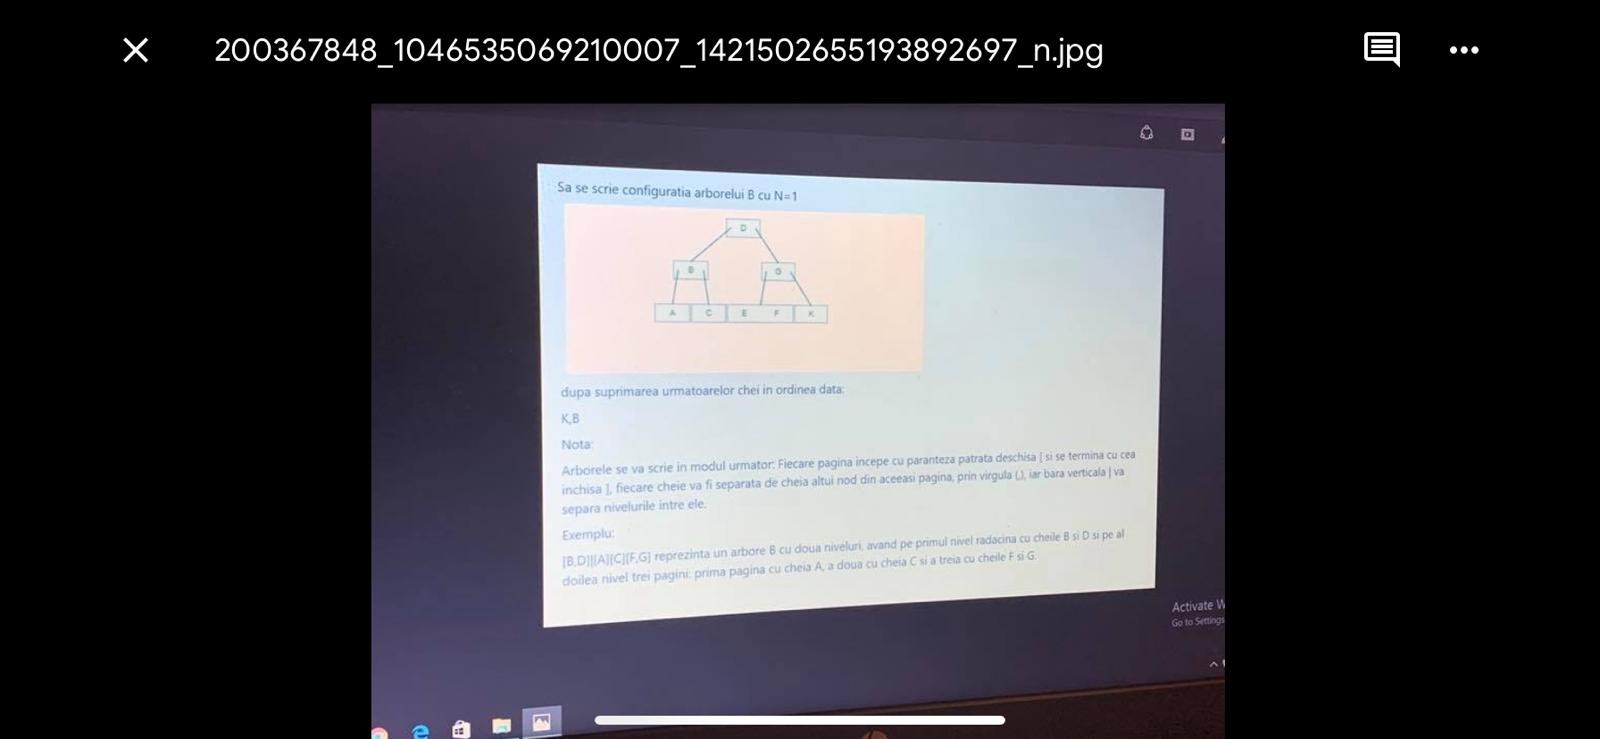 200367848_1046535069210007_1421502655193892697_n.jpg
Sa se scrie configuratia arborelui B cu N=1
D
B G
A C E F K
dupa suprimarea urmatoarelor chei in ordinea data:
K,B
Nota:
Arborele se va scrie in modul urmator: Fiecare pagina incepe cu paranteza patrata deschisa [ si se termina cu cea
inchisa ], fiecare cheie va fi separata de cheia altui nod din aceeasi pagina, prin virgula (,), iar bara verticala | va
separa nivelurile intre ele.
Exemplu:
[B,D]|[A][C][F,G] reprezinta un arbore B cu doua niveluri, avand pe primul nivel radacina cu cheile B si D si pe al
doilea nivel trei pagini: prima pagina cu cheia A, a doua cu cheia C si a treia cu cheile F si G.
Activate W
Go to Settings